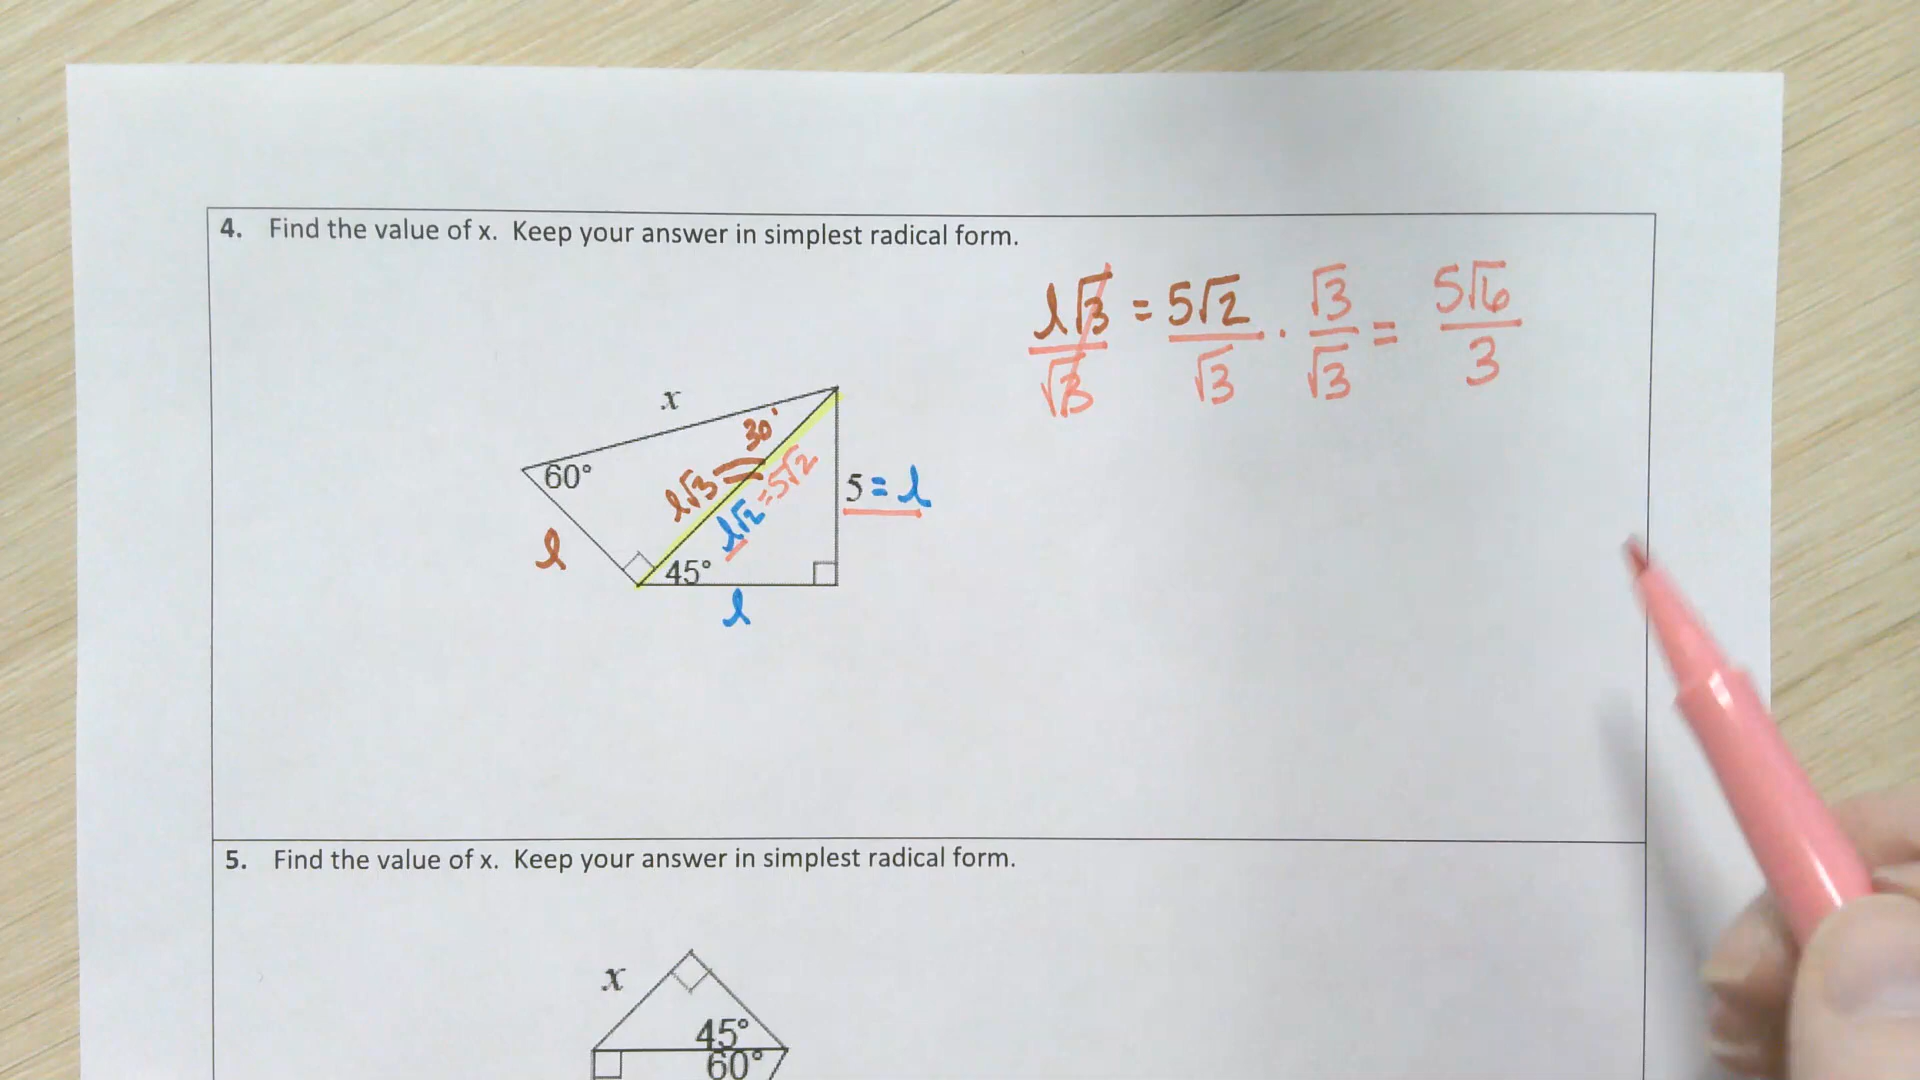 4. Find the value of x. Keep your answer in simplest radical form.
l√3/√3 = 5√2/√3 · √3/√3 = 5√6/3
x
30°
60°
l√3
l√2 = 5√2
5 = l
l
45°
l
5. Find the value of x. Keep your answer in simplest radical form.
x
45°
60°